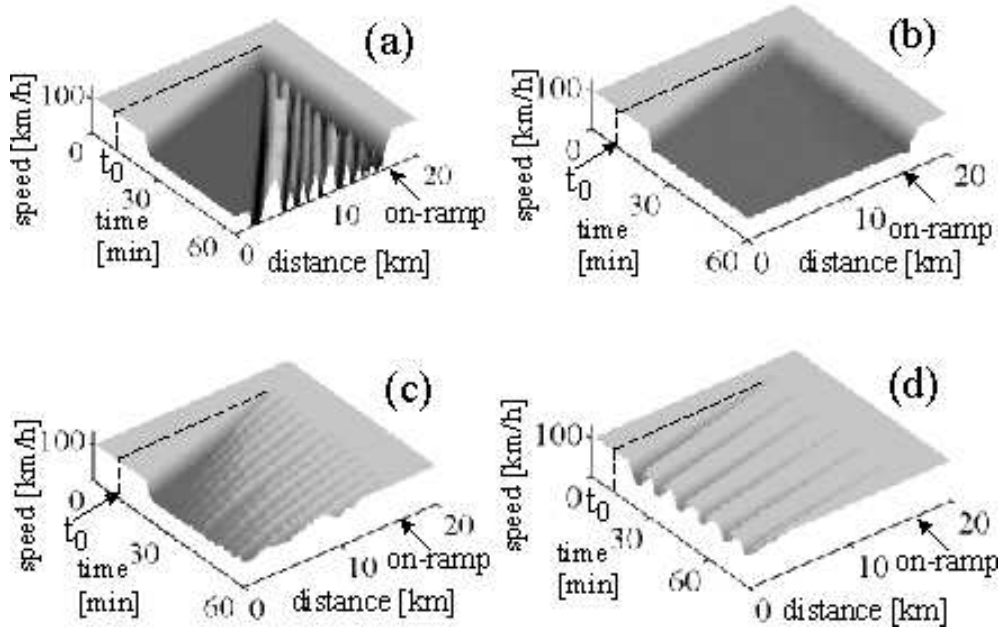 (a)
speed [km/h]
100
0
t0
30
time
[min]
60
0
10
20
on-ramp
distance [km]
(b)
speed [km/h]
100
0
t0
30
time
[min]
60
0
10
20
on-ramp
distance [km]
(c)
speed [km/h]
100
0
t0
30
time
[min]
60
0
10
20
on-ramp
distance [km]
(d)
speed [km/h]
100
0
t0
30
time
[min]
60
0
10
20
on-ramp
distance [km]